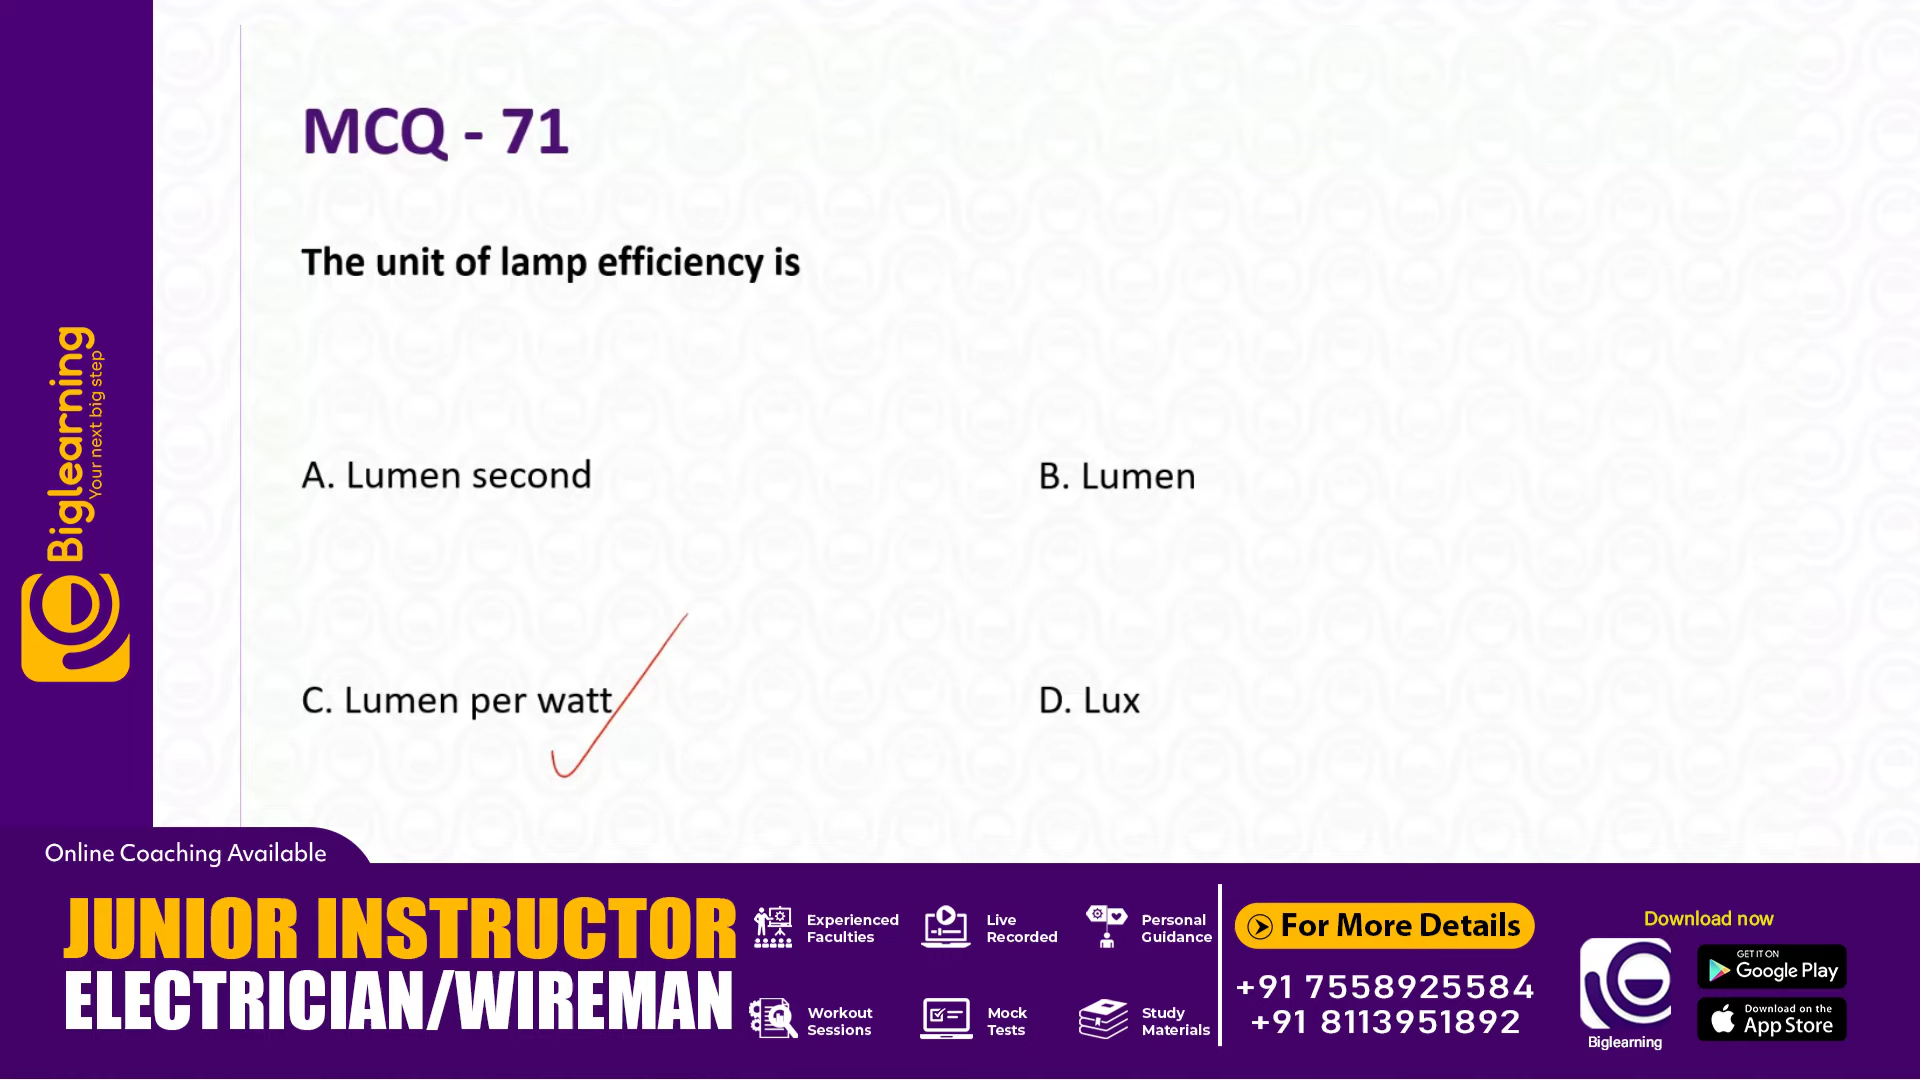 MCQ - 71
The unit of lamp efficiency is
A. Lumen second
B. Lumen
C. Lumen per watt
D. Lux
Biglearning
Your next big step
Online Coaching Available
JUNIOR INSTRUCTOR
ELECTRICIAN/WIREMAN
Experienced
Faculties
Live
Recorded
Personal
Guidance
Workout
Sessions
Mock
Tests
Study
Materials
For More Details
+91 7558925584
+91 8113951892
Download now
Biglearning
GET IT ON
Google Play
Download on the
App Store